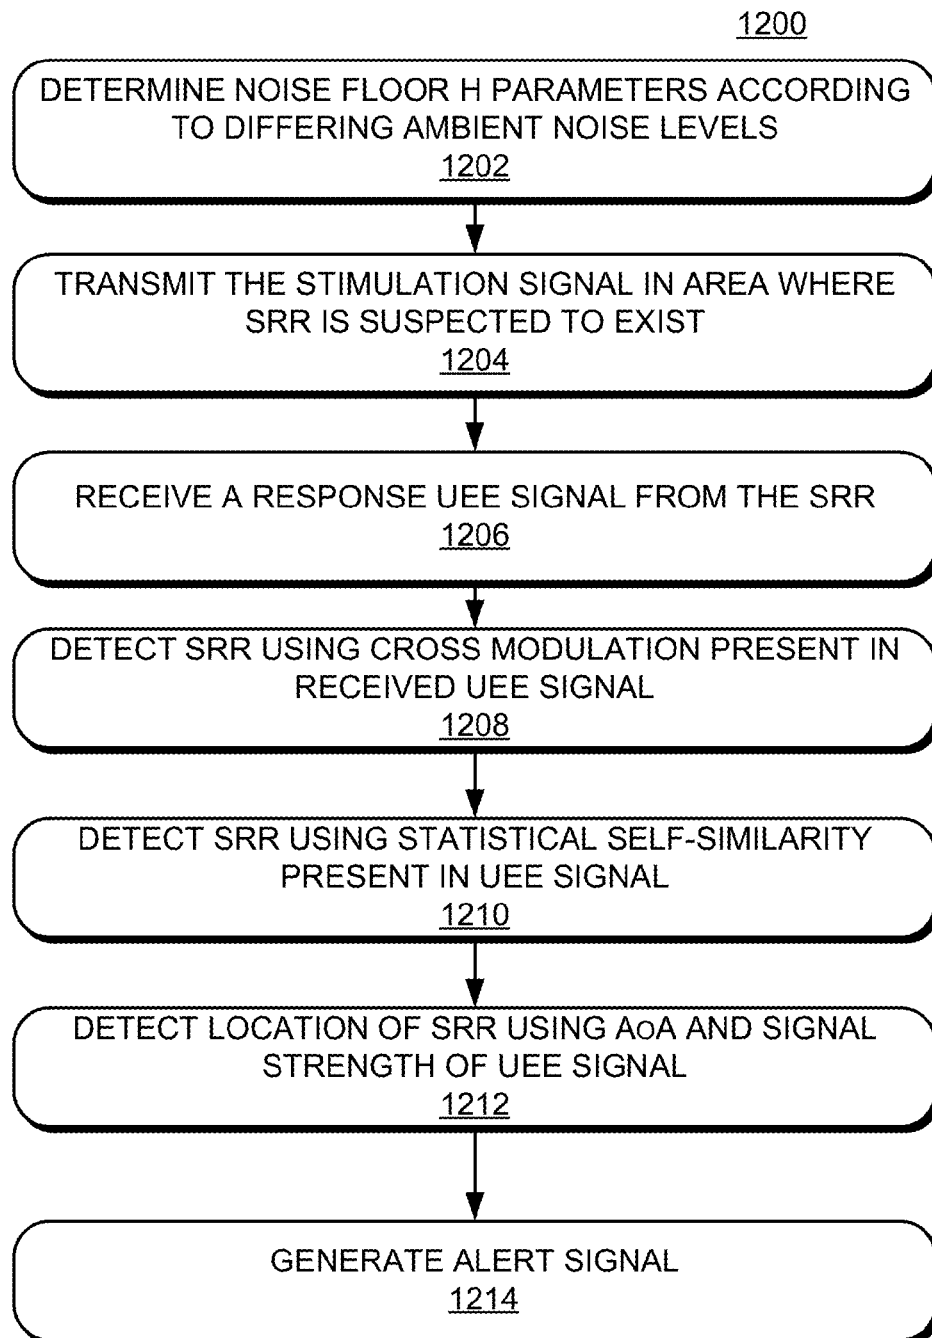 1200
DETERMINE NOISE FLOOR H PARAMETERS ACCORDING
TO DIFFERING AMBIENT NOISE LEVELS
1202
TRANSMIT THE STIMULATION SIGNAL IN AREA WHERE
SRR IS SUSPECTED TO EXIST
1204
RECEIVE A RESPONSE UEE SIGNAL FROM THE SRR
1206
DETECT SRR USING CROSS MODULATION PRESENT IN
RECEIVED UEE SIGNAL
1208
DETECT SRR USING STATISTICAL SELF-SIMILARITY
PRESENT IN UEE SIGNAL
1210
DETECT LOCATION OF SRR USING AOA AND SIGNAL
STRENGTH OF UEE SIGNAL
1212
GENERATE ALERT SIGNAL
1214